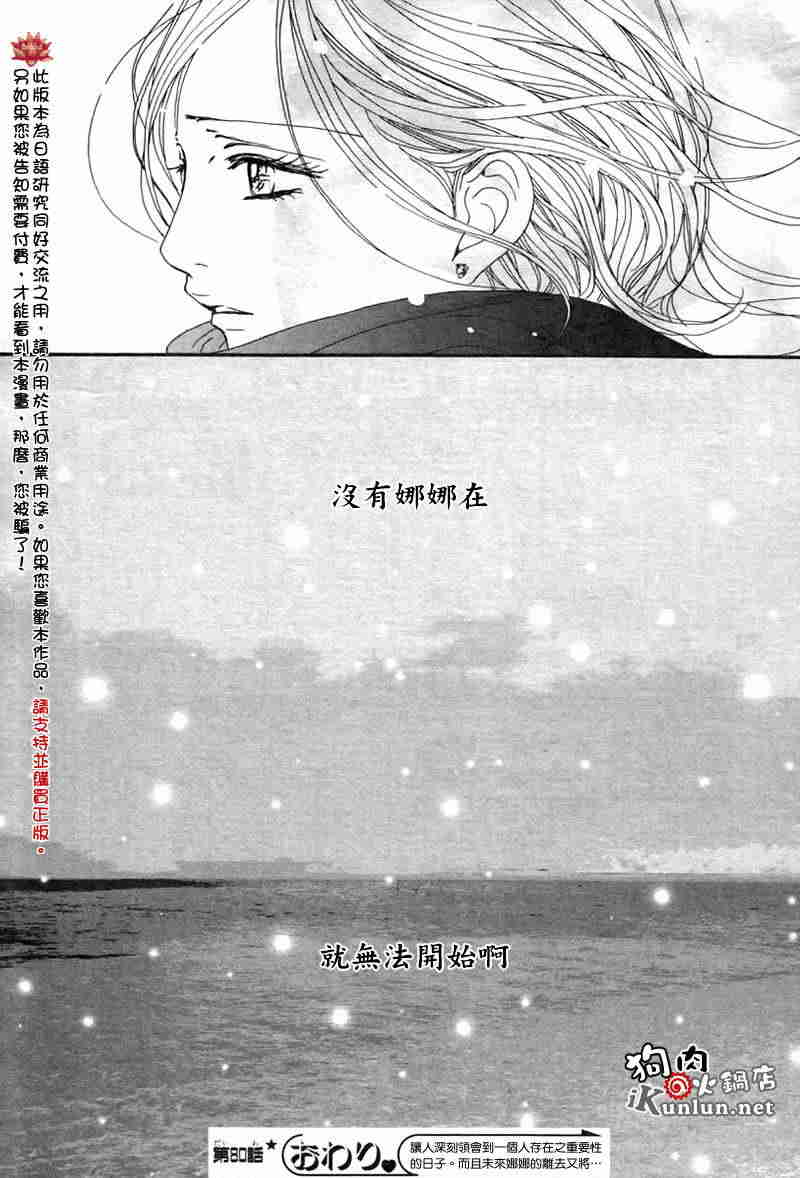 此版本為日語研究同好交流之用，請勿用於任何商業用途。如果您喜歡本作品，請支持並購買正版。
另如果您被告知需要付費，才能看到本漫畫，那麼，您被騙了！
沒有娜娜在
就無法開始啊
狗肉火鍋店
iKunlun.net
第80話★おわり♥
讓人深刻領會到一個人存在之重要性
的日子。而且未來娜娜的離去又將…